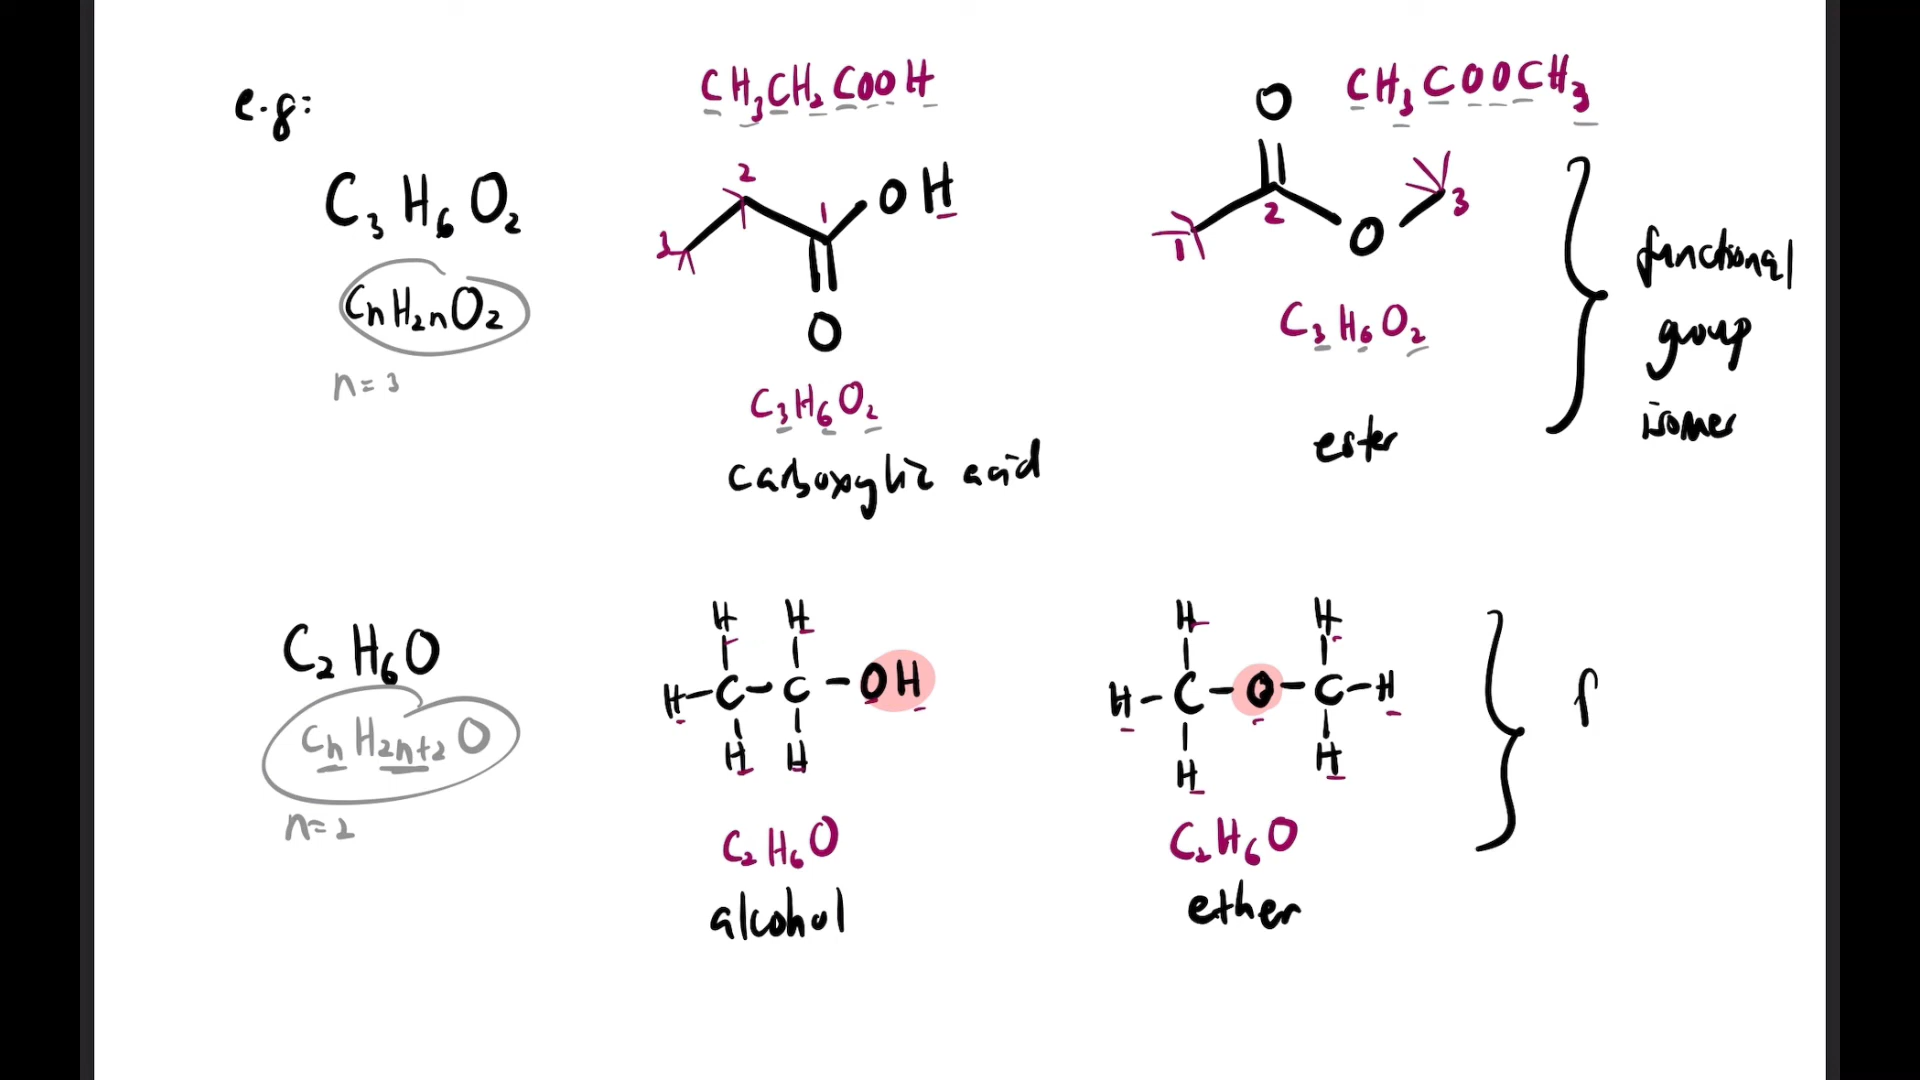 e.g:
CH₃CH₂COOH
CH₃COOCH₃
C₃H₆O₂
CₙH₂ₙO₂
n=3
3 2 1 OH
O
C₃H₆O₂
carboxylic acid
O
1 2 O 3
C₃H₆O₂
ester
functional
group
isomer
C₂H₆O
CₙH₂ₙ₊₂O
n=2
H H
H-C-C-OH
H H
C₂H₆O
alcohol
H H
H-C-O-C-H
H H
C₂H₆O
ether
f